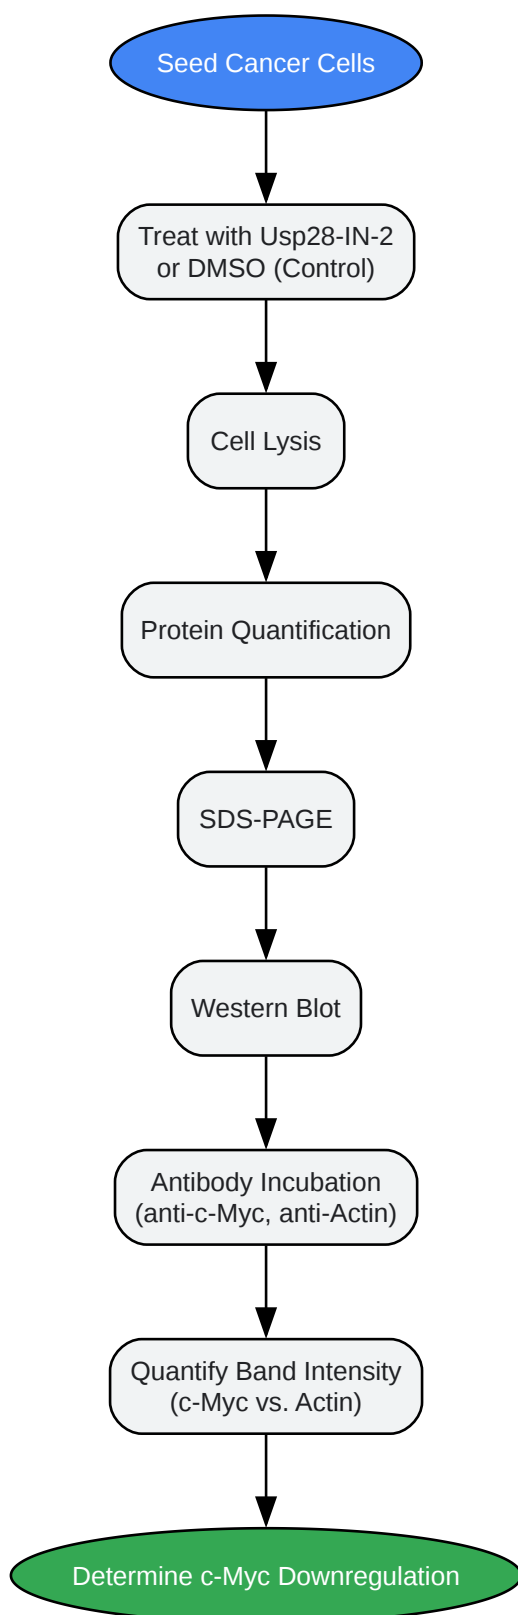 Seed Cancer Cells
Treat with Usp28-IN-2
or DMSO (Control)
Cell Lysis
Protein Quantification
SDS-PAGE
Western Blot
Antibody Incubation
(anti-c-Myc, anti-Actin)
Quantify Band Intensity
(c-Myc vs. Actin)
Determine c-Myc Downregulation